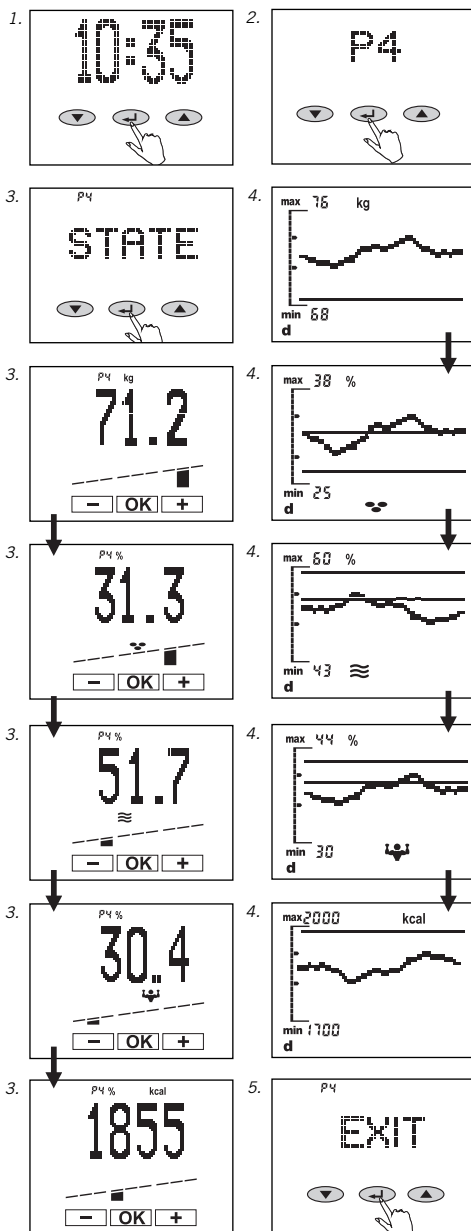 1.
10:35
2.
P4
3.
P4
STATE
4.
max 76 kg
min 68
d
3.
P4 kg
71.2
– OK +
4.
max 38 %
min 25
d
3.
P4 %
31.3
– OK +
4.
max 60 %
min 43
d
3.
P4 %
51.7
– OK +
4.
max 44 %
min 30
d
3.
P4 %
30.4
– OK +
4.
max 2000 kcal
min 1700
d
3.
P4 % kcal
1855
– OK +
5.
P4
EXIT